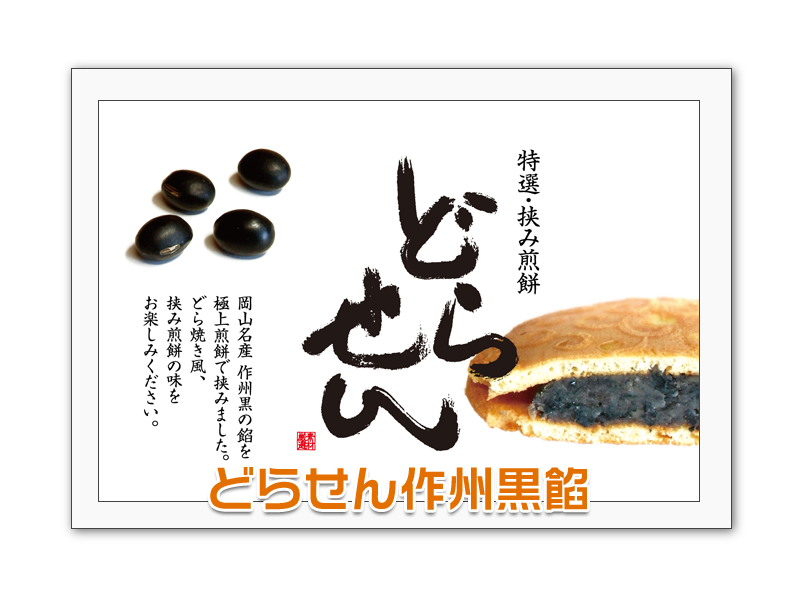 特選・挟み煎餅
どら
せん
岡山名産 作州黒の餡を
極上煎餅で挟みました。
どら焼き風、
挟み煎餅の味を
お楽しみください。
どらせん作州黒餡